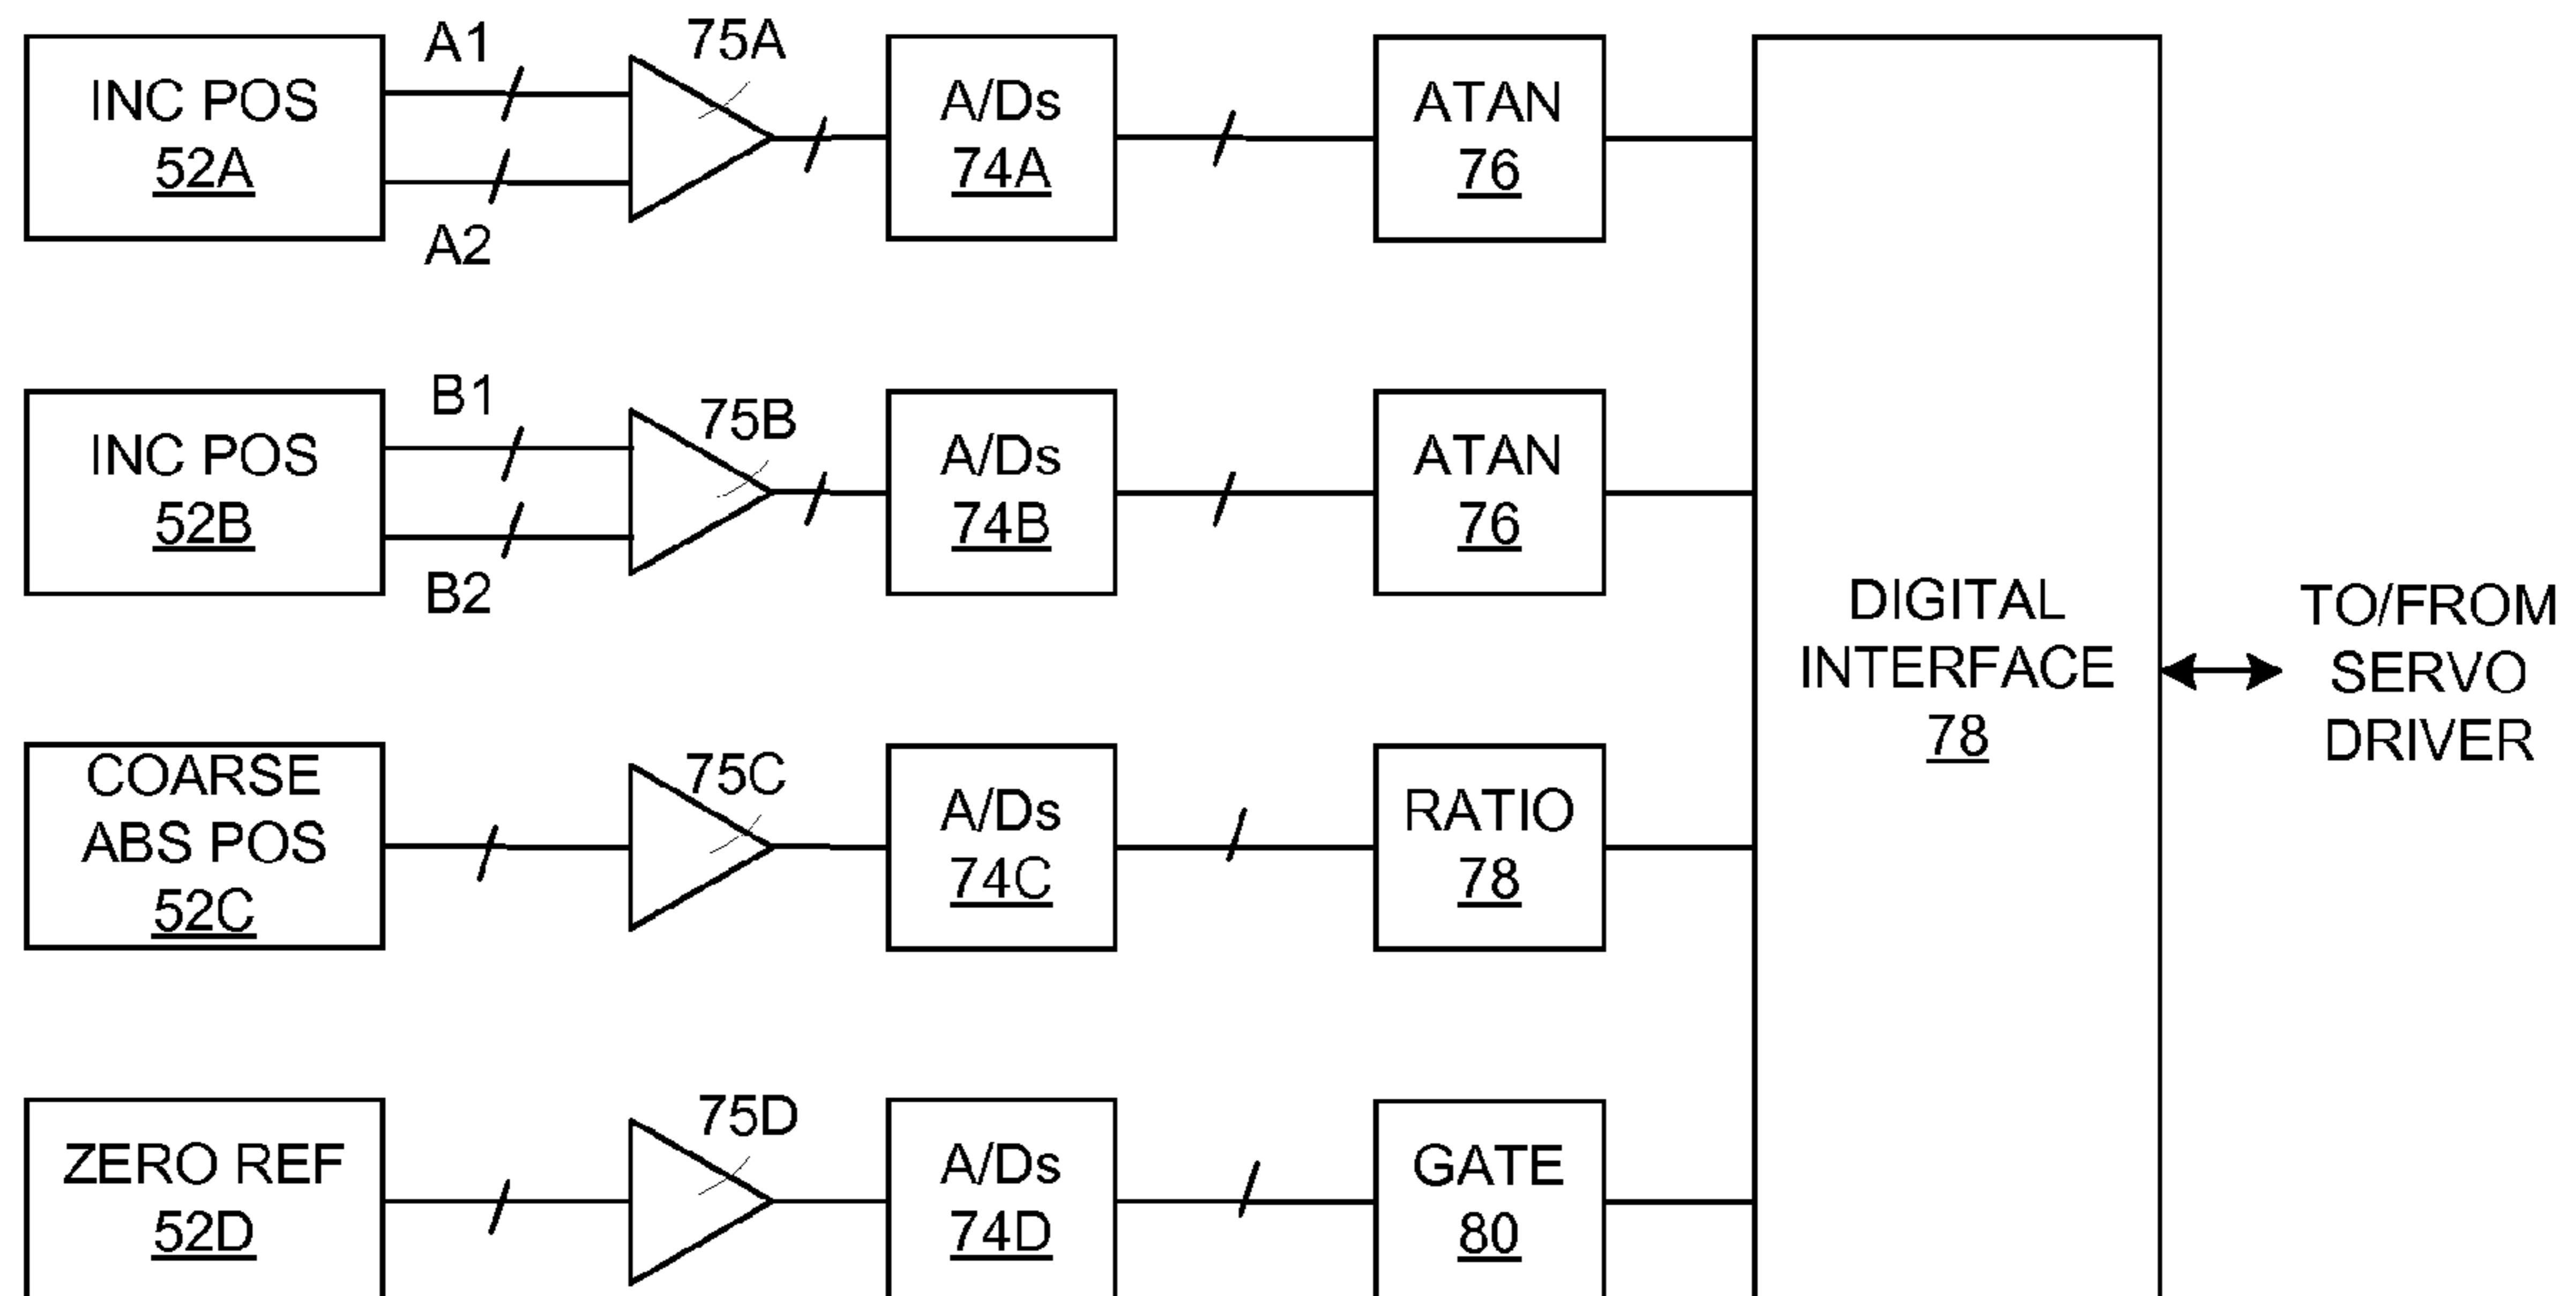 A1
75A
INC POS
52A
A/Ds
74A
ATAN
76
A2
B1
75B
INC POS
52B
A/Ds
74B
ATAN
76
B2
DIGITAL
INTERFACE
78
TO/FROM
SERVO
DRIVER
COARSE
ABS POS
52C
75C
A/Ds
74C
RATIO
78
ZERO REF
52D
75D
A/Ds
74D
GATE
80